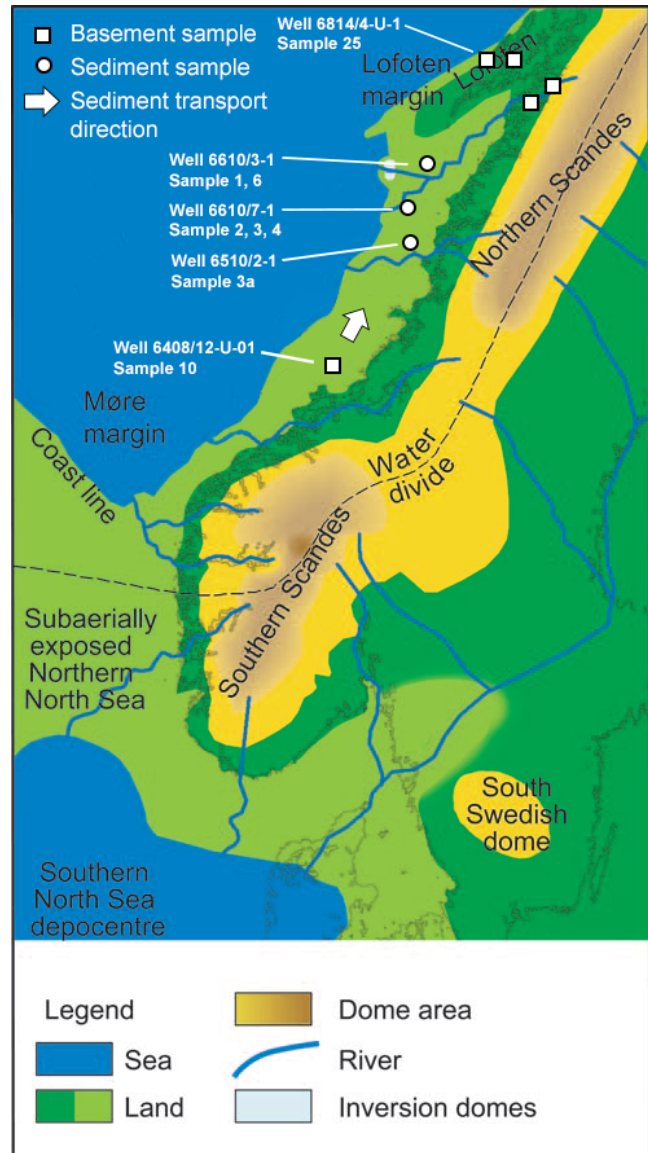 Well 6814/4-U-1
Sample 25
Basement sample
Sediment sample
Sediment transport
direction
Lofoten
margin
Lofoten
Well 6610/3-1
Sample 1, 6
Well 6610/7-1
Sample 2, 3, 4
Well 6510/2-1
Sample 3a
Northern Scandes
Well 6408/12-U-01
Sample 10
Møre
margin
Coast line
Water
divide
Southern Scandes
Subaerially
exposed
Northern
North Sea
South
Swedish
dome
Southern
North Sea
depocentre
Legend
Dome area
Sea
River
Land
Inversion domes